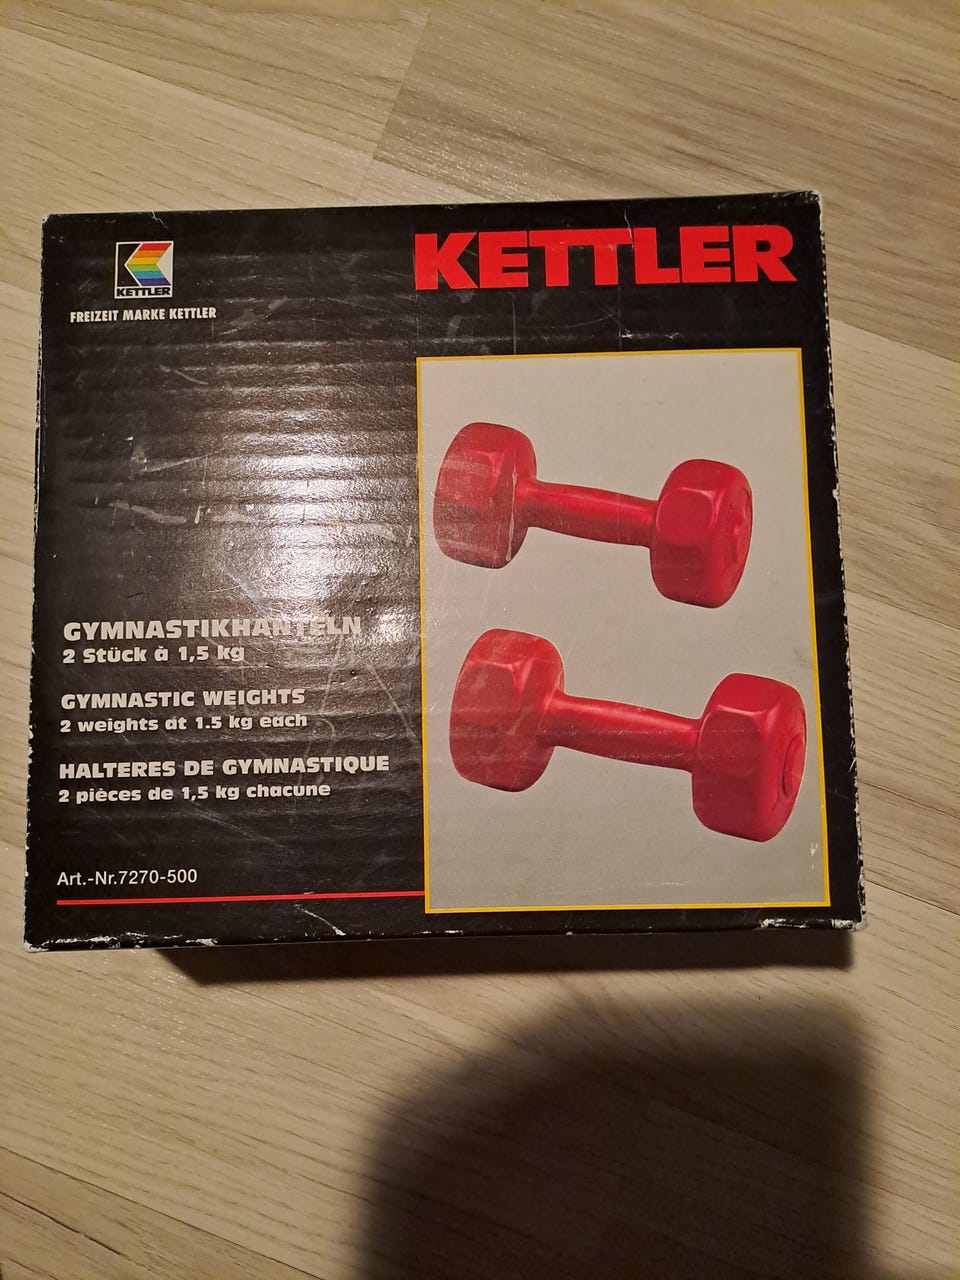 KETTLER
KETTLER
FREIZEIT MARKE KETTLER
GYMNASTIKHANTELN
2 Stück à 1,5 kg
GYMNASTIC WEIGHTS
2 weights at 1.5 kg each
HALTERES DE GYMNASTIQUE
2 pièces de 1,5 kg chacune
Art.-Nr.7270-500